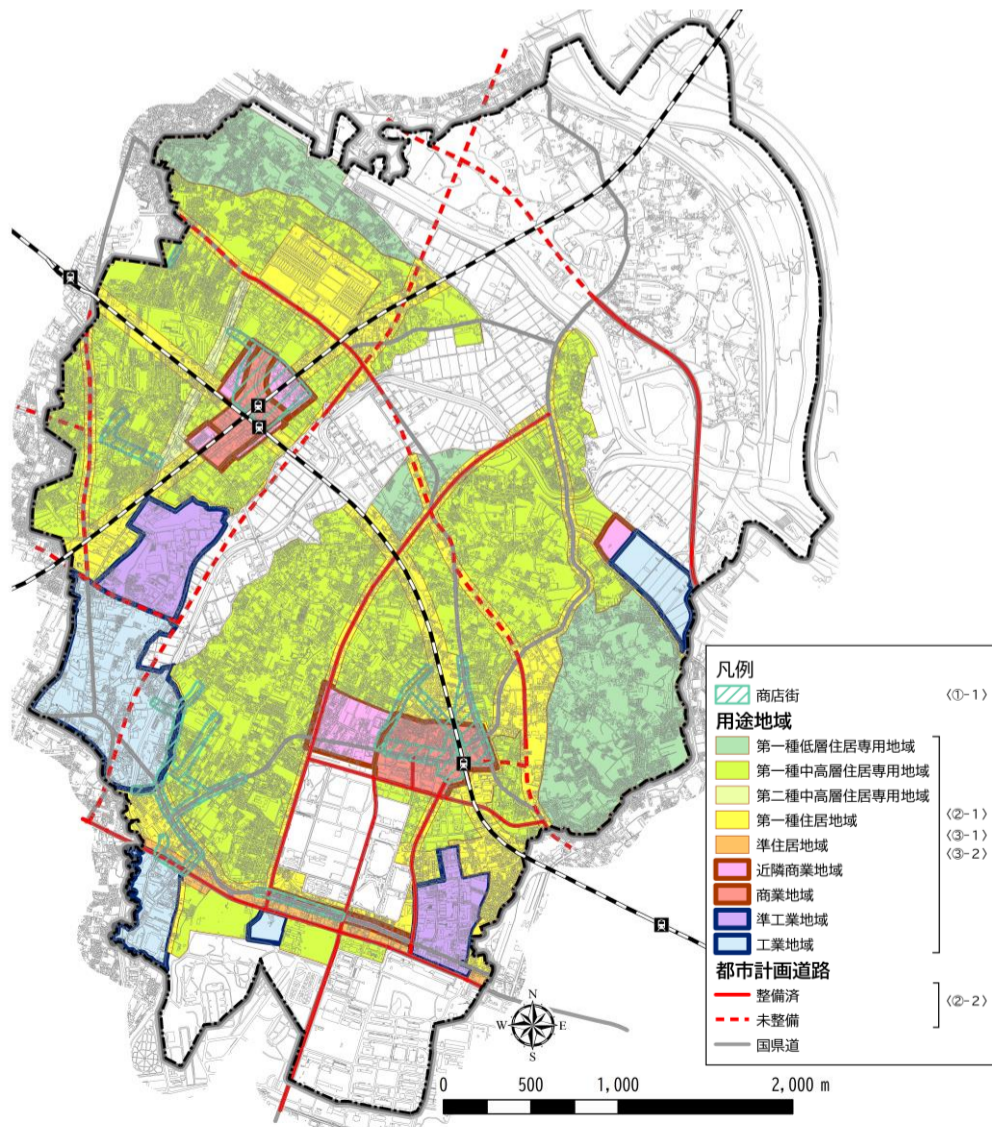 凡例
商店街 〈①-1〉
用途地域
第一種低層住居専用地域
第一種中高層住居専用地域
第二種中高層住居専用地域
第一種住居地域 〈②-1〉
準住居地域 〈③-1〉
近隣商業地域 〈③-2〉
商業地域
準工業地域
工業地域
都市計画道路
整備済 〈②-2〉
未整備
国県道
N
W E
S
0 500 1,000 2,000 m